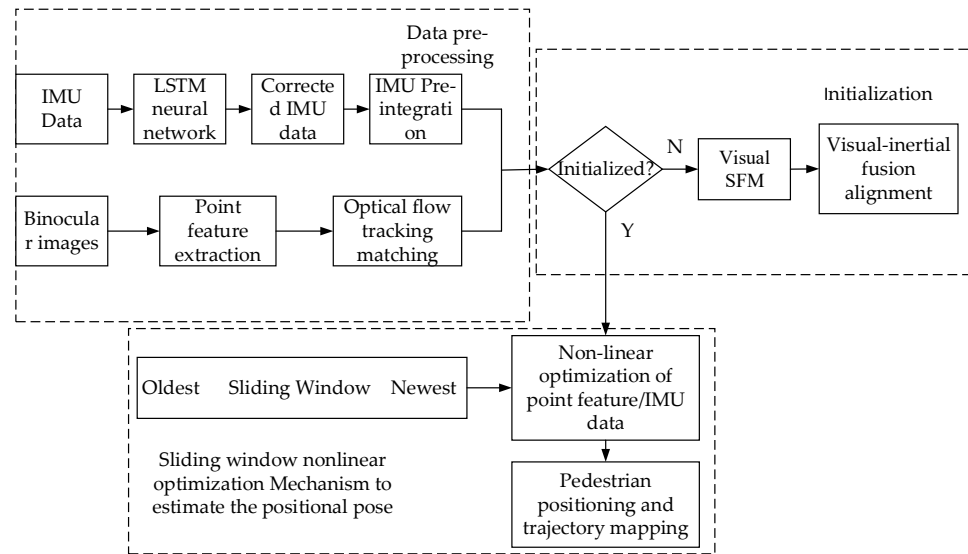 Data pre-
processing
IMU
Data
LSTM
neural
network
Correcte
d IMU
data
IMU Pre-
integrati
on
Binocula
r images
Point
feature
extraction
Optical flow
tracking
matching
Initialization
Initialized?
N
Y
Visual
SFM
Visual-inertial
fusion
alignment
Oldest Sliding Window Newest
Non-linear
optimization of
point feature/IMU
data
Sliding window nonlinear
optimization Mechanism to
estimate the positional pose
Pedestrian
positioning and
trajectory mapping